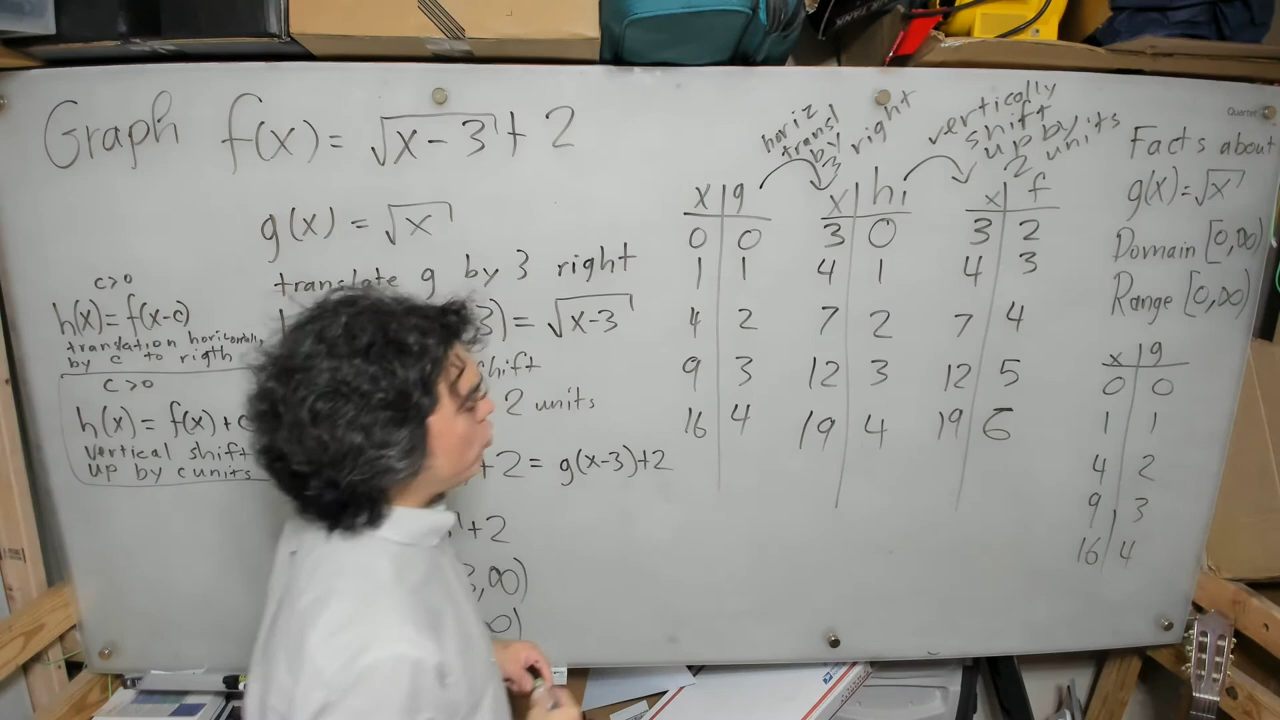 Graph f(x) = √x-3 + 2
g(x) = √x
translate g by 3 right
3) = √x-3
shift
2 units
+2 = g(x-3)+2
+2
3,∞)
∞)
c>0
h(x)=f(x-c)
translation horizontally
by c to rigth
c>0
h(x) = f(x)+c
vertical shift
up by c units
horiz
transl
by
3 right
vertically
shift
up by
2 units
x g
0 0
1 1
4 2
9 3
16 4
x h
3 0
4 1
7 2
12 3
19 4
x f
3 2
4 3
7 4
12 5
19 6
Quartet
Facts about
g(x)=√x
Domain [0,∞)
Range [0,∞)
x g
0 0
1 1
4 2
9 3
16 4